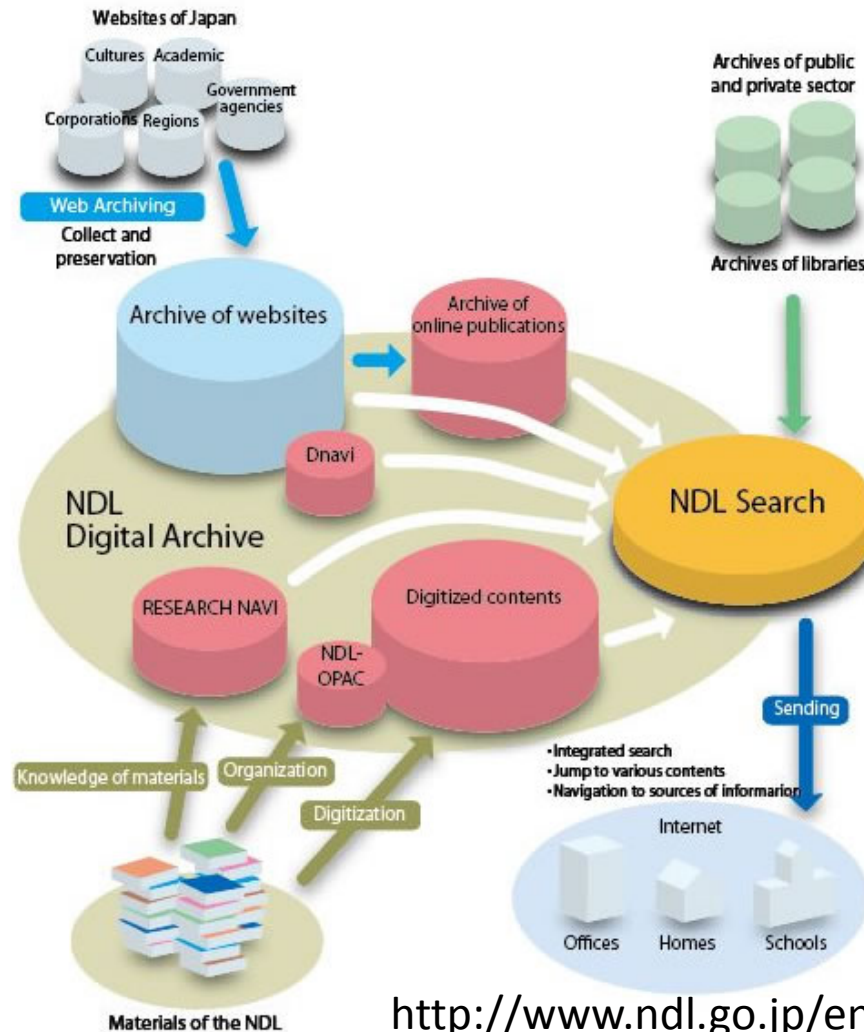 Websites of Japan
Cultures
Academic
Government
agencies
Corporations
Regions
Web Archiving
Collect and
preservation
Archives of public
and private sector
Archives of libraries
Archive of websites
Archive of
online publications
Dnavi
NDL
Digital Archive
NDL Search
RESEARCH NAVI
Digitized contents
NDL-
OPAC
Sending
Knowledge of materials
Organization
Digitization
•Integrated search
•Jump to various contents
•Navigation to sources of informarion
Internet
Offices
Homes
Schools
Materials of the NDL
http://www.ndl.go.jp/en